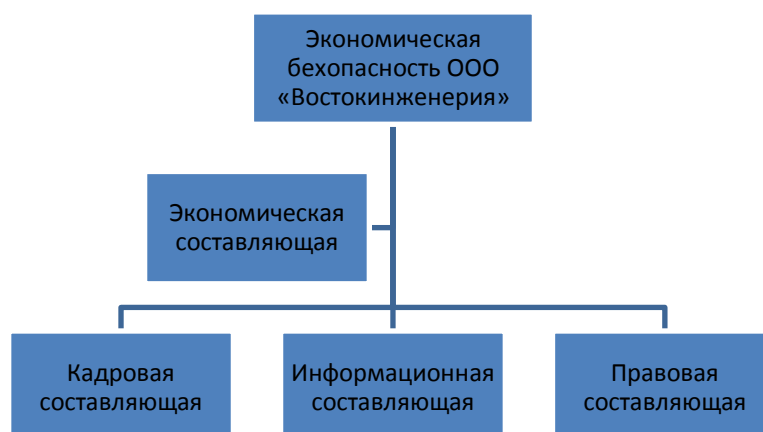 Экономическая
бехопасность ООО
«Востокинженерия»
Экономическая
составляющая
Кадровая
составляющая
Информационная
составляющая
Правовая
составляющая